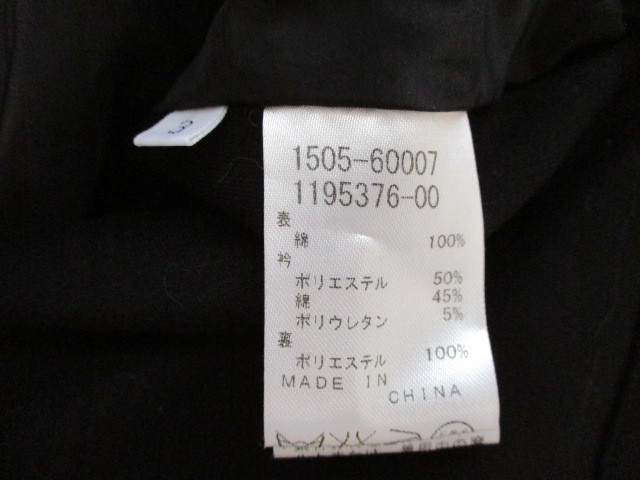 3
1505-60007
1195376-00
表
綿 100%
衿
ポリエステル 50%
綿 45%
ポリウレタン 5%
裏
ポリエステル 100%
MADE IN
CHINA